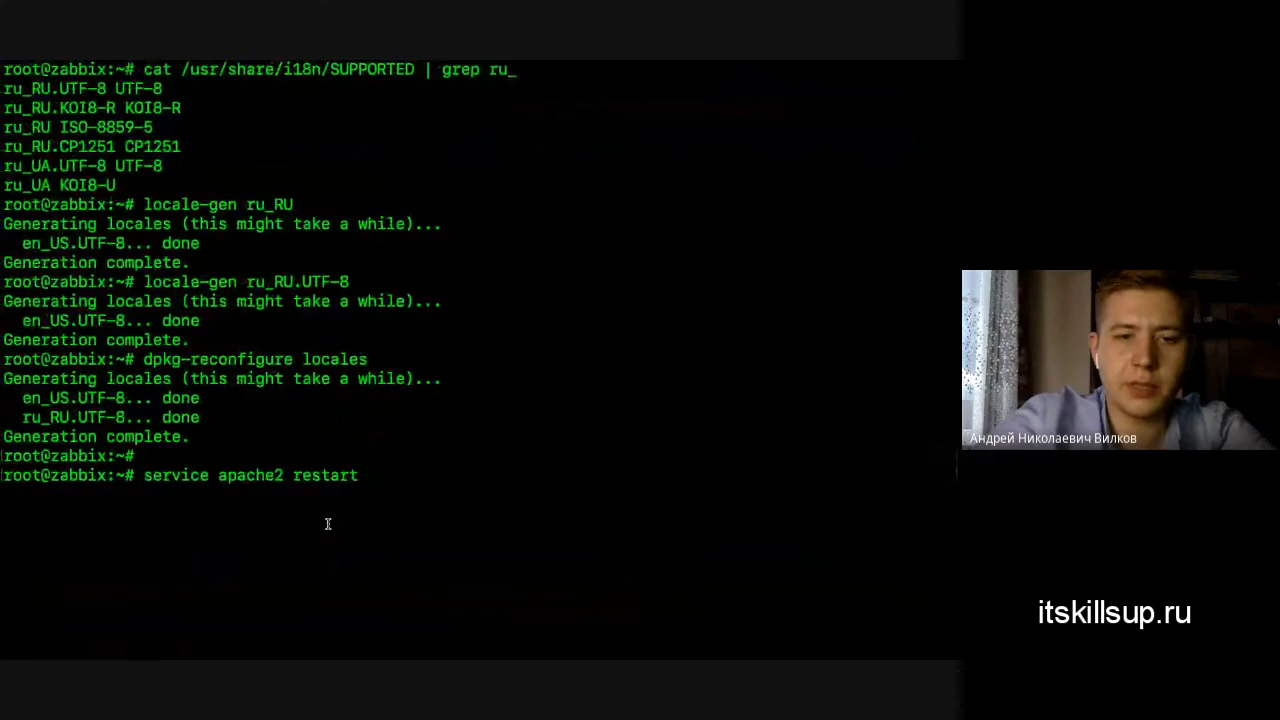 root@zabbix:~# cat /usr/share/i18n/SUPPORTED | grep ru_
ru_RU.UTF-8 UTF-8
ru_RU.KOI8-R KOI8-R
ru_RU ISO-8859-5
ru_RU.CP1251 CP1251
ru_UA.UTF-8 UTF-8
ru_UA KOI8-U
root@zabbix:~# locale-gen ru_RU
Generating locales (this might take a while)...
  en_US.UTF-8... done
Generation complete.
root@zabbix:~# locale-gen ru_RU.UTF-8
Generating locales (this might take a while)...
  en_US.UTF-8... done
Generation complete.
root@zabbix:~# dpkg-reconfigure locales
Generating locales (this might take a while)...
  en_US.UTF-8... done
  ru_RU.UTF-8... done
Generation complete.
root@zabbix:~#
root@zabbix:~# service apache2 restart
Андрей Николаевич Вилков
itskillsup.ru